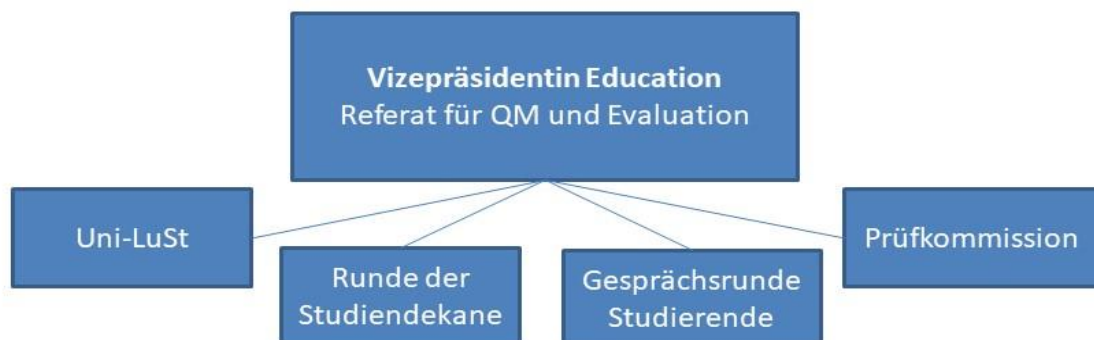 Vizepräsidentin Education
Referat für QM und Evaluation
Uni-LuSt
Runde der
Studiendekane
Gesprächsrunde
Studierende
Prüfkommission